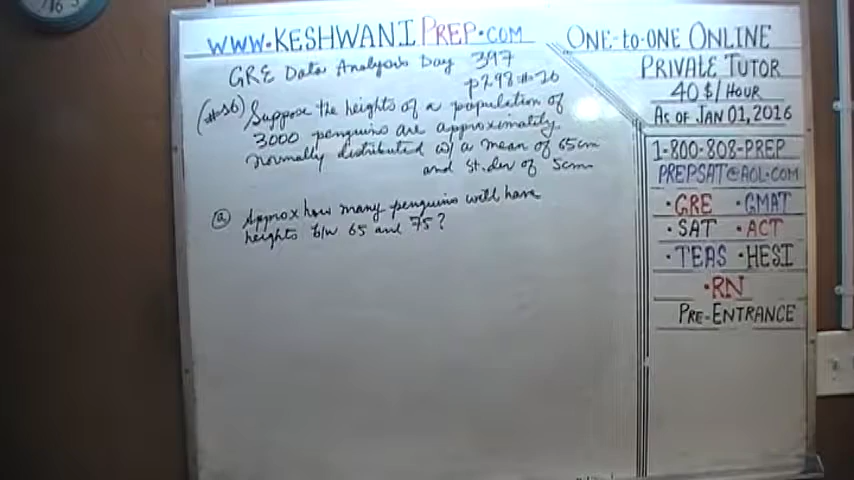 WWW.KESHWANIPREP.COM
GRE Data Analysis Day 397
p298 #26
(#26) Suppose the heights of a population of
3000 penguins are approximately
normally distributed w/ a mean of 65cm
and st. dev of 5cm
(a) Approx how many penguins will have
heights b/w 65 and 75?
ONE-to-ONE ONLINE
PRIVATE TUTOR
40 $/HOUR
AS OF JAN 01, 2016
1-800-808-PREP
PREPSAT@AOL.COM
•GRE •GMAT
•SAT •ACT
•TEAS •HESI
•RN
PRE-ENTRANCE